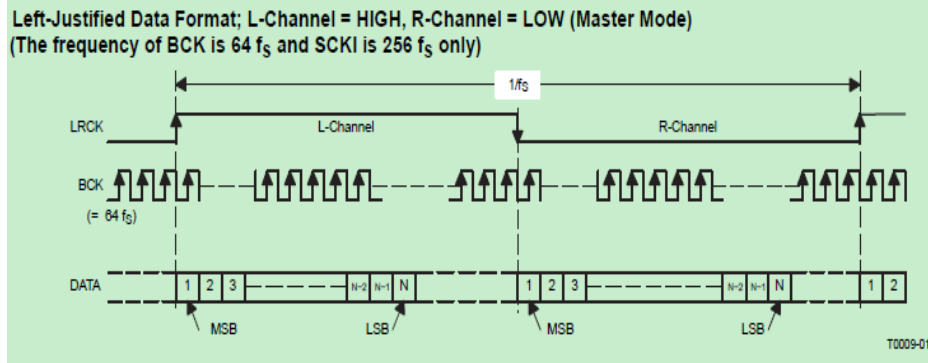 Left-Justified Data Format; L-Channel = HIGH, R-Channel = LOW (Master Mode)
(The frequency of BCK is 64 fS and SCKI is 256 fS only)
1/fS
LRCK L-Channel R-Channel
BCK
(= 64 fS)
DATA 1 2 3 N–2 N–1 N 1 2 3 N–2 N–1 N 1 2
MSB LSB MSB LSB
T0009-01